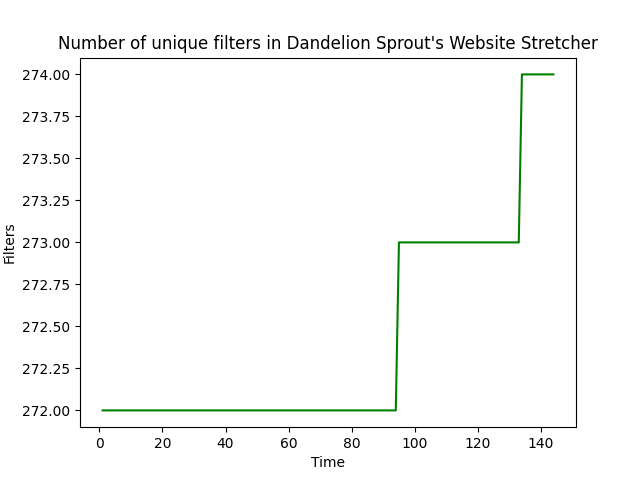 Number of unique filters in Dandelion Sprout's Website Stretcher
274.00
273.75
273.50
273.25
273.00
272.75
272.50
272.25
272.00
Filters
0 20 40 60 80 100 120 140
Time